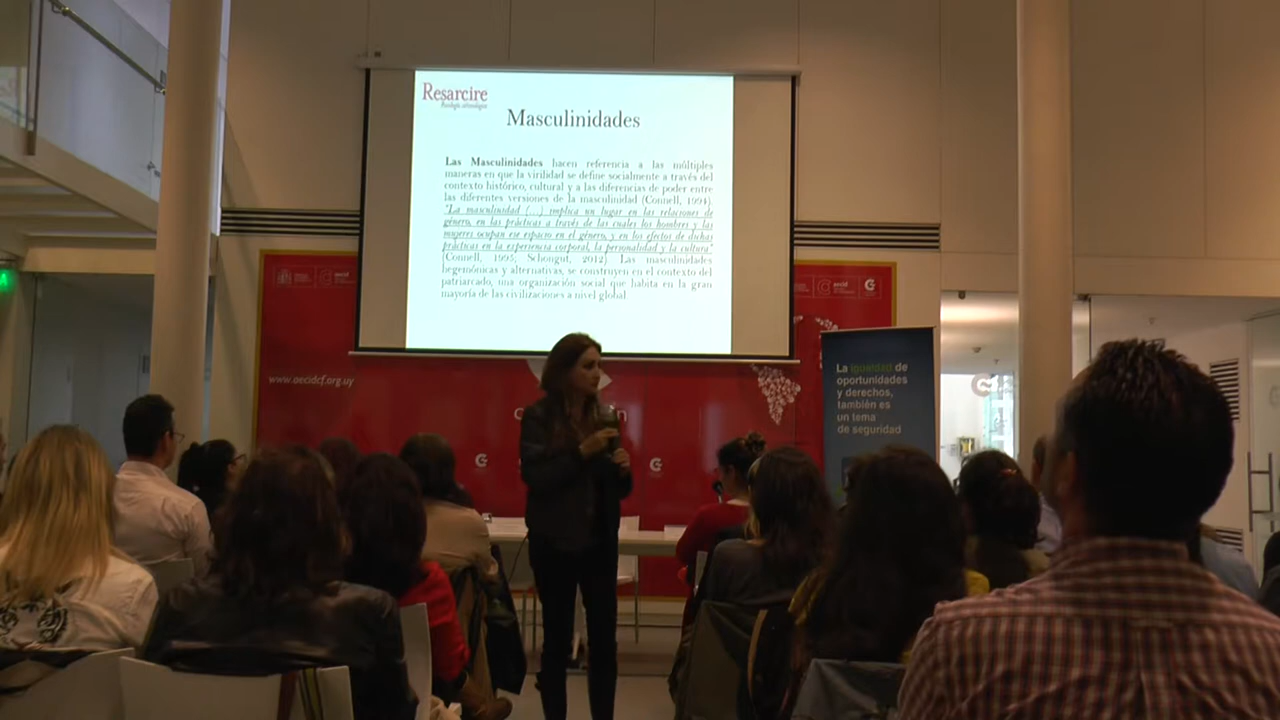 Resarcire
Masculinidades
Las Masculinidades hacen referencia a las múltiples
maneras en que la virilidad se define socialmente a través del
contexto histórico, cultural y a las diferencias de poder entre
las diferentes versiones de la masculinidad (Connell, 1994).
"La masculinidad (…) implica un lugar en las relaciones de
género, en las prácticas a través de las cuales los hombres y las
mujeres ocupan ese espacio en el género, y en los efectos de dichas
prácticas en la experiencia corporal, la personalidad y la cultura"
(Connell, 1995; Schongut, 2012) Las masculinidades
hegemónicas y alternativas, se construyen en el contexto del
patriarcado, una organización social que habita en la gran
mayoría de las civilizaciones a nivel global
aecid
aecid
www.aecidcf.org.uy
La igualdad de
oportunidades
y derechos,
también es
un tema
de seguridad